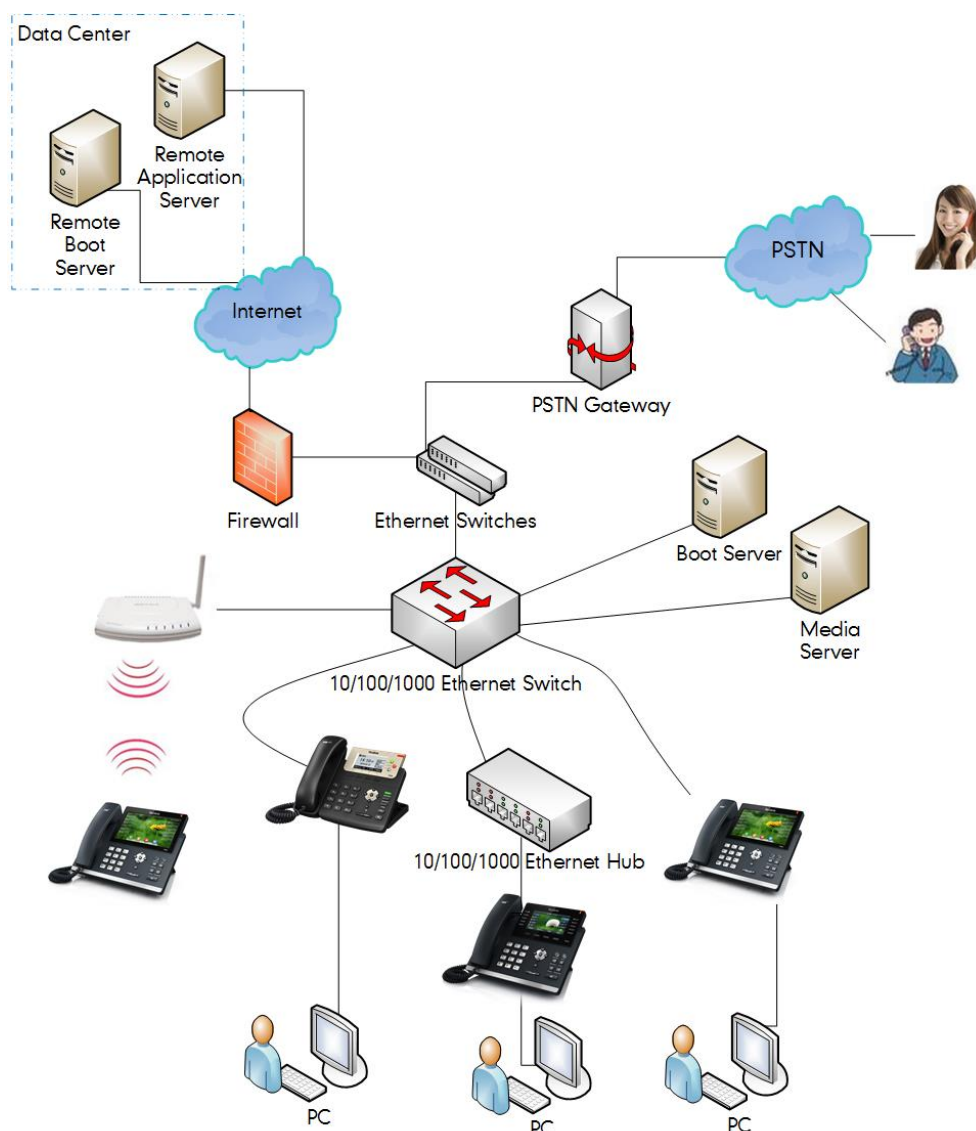 Data Center
Remote
Application
Server
Remote
Boot
Server
Internet
PSTN
PSTN Gateway
Firewall
Ethernet Switches
Boot Server
Media
Server
10/100/1000 Ethernet Switch
10/100/1000 Ethernet Hub
PC
PC
PC